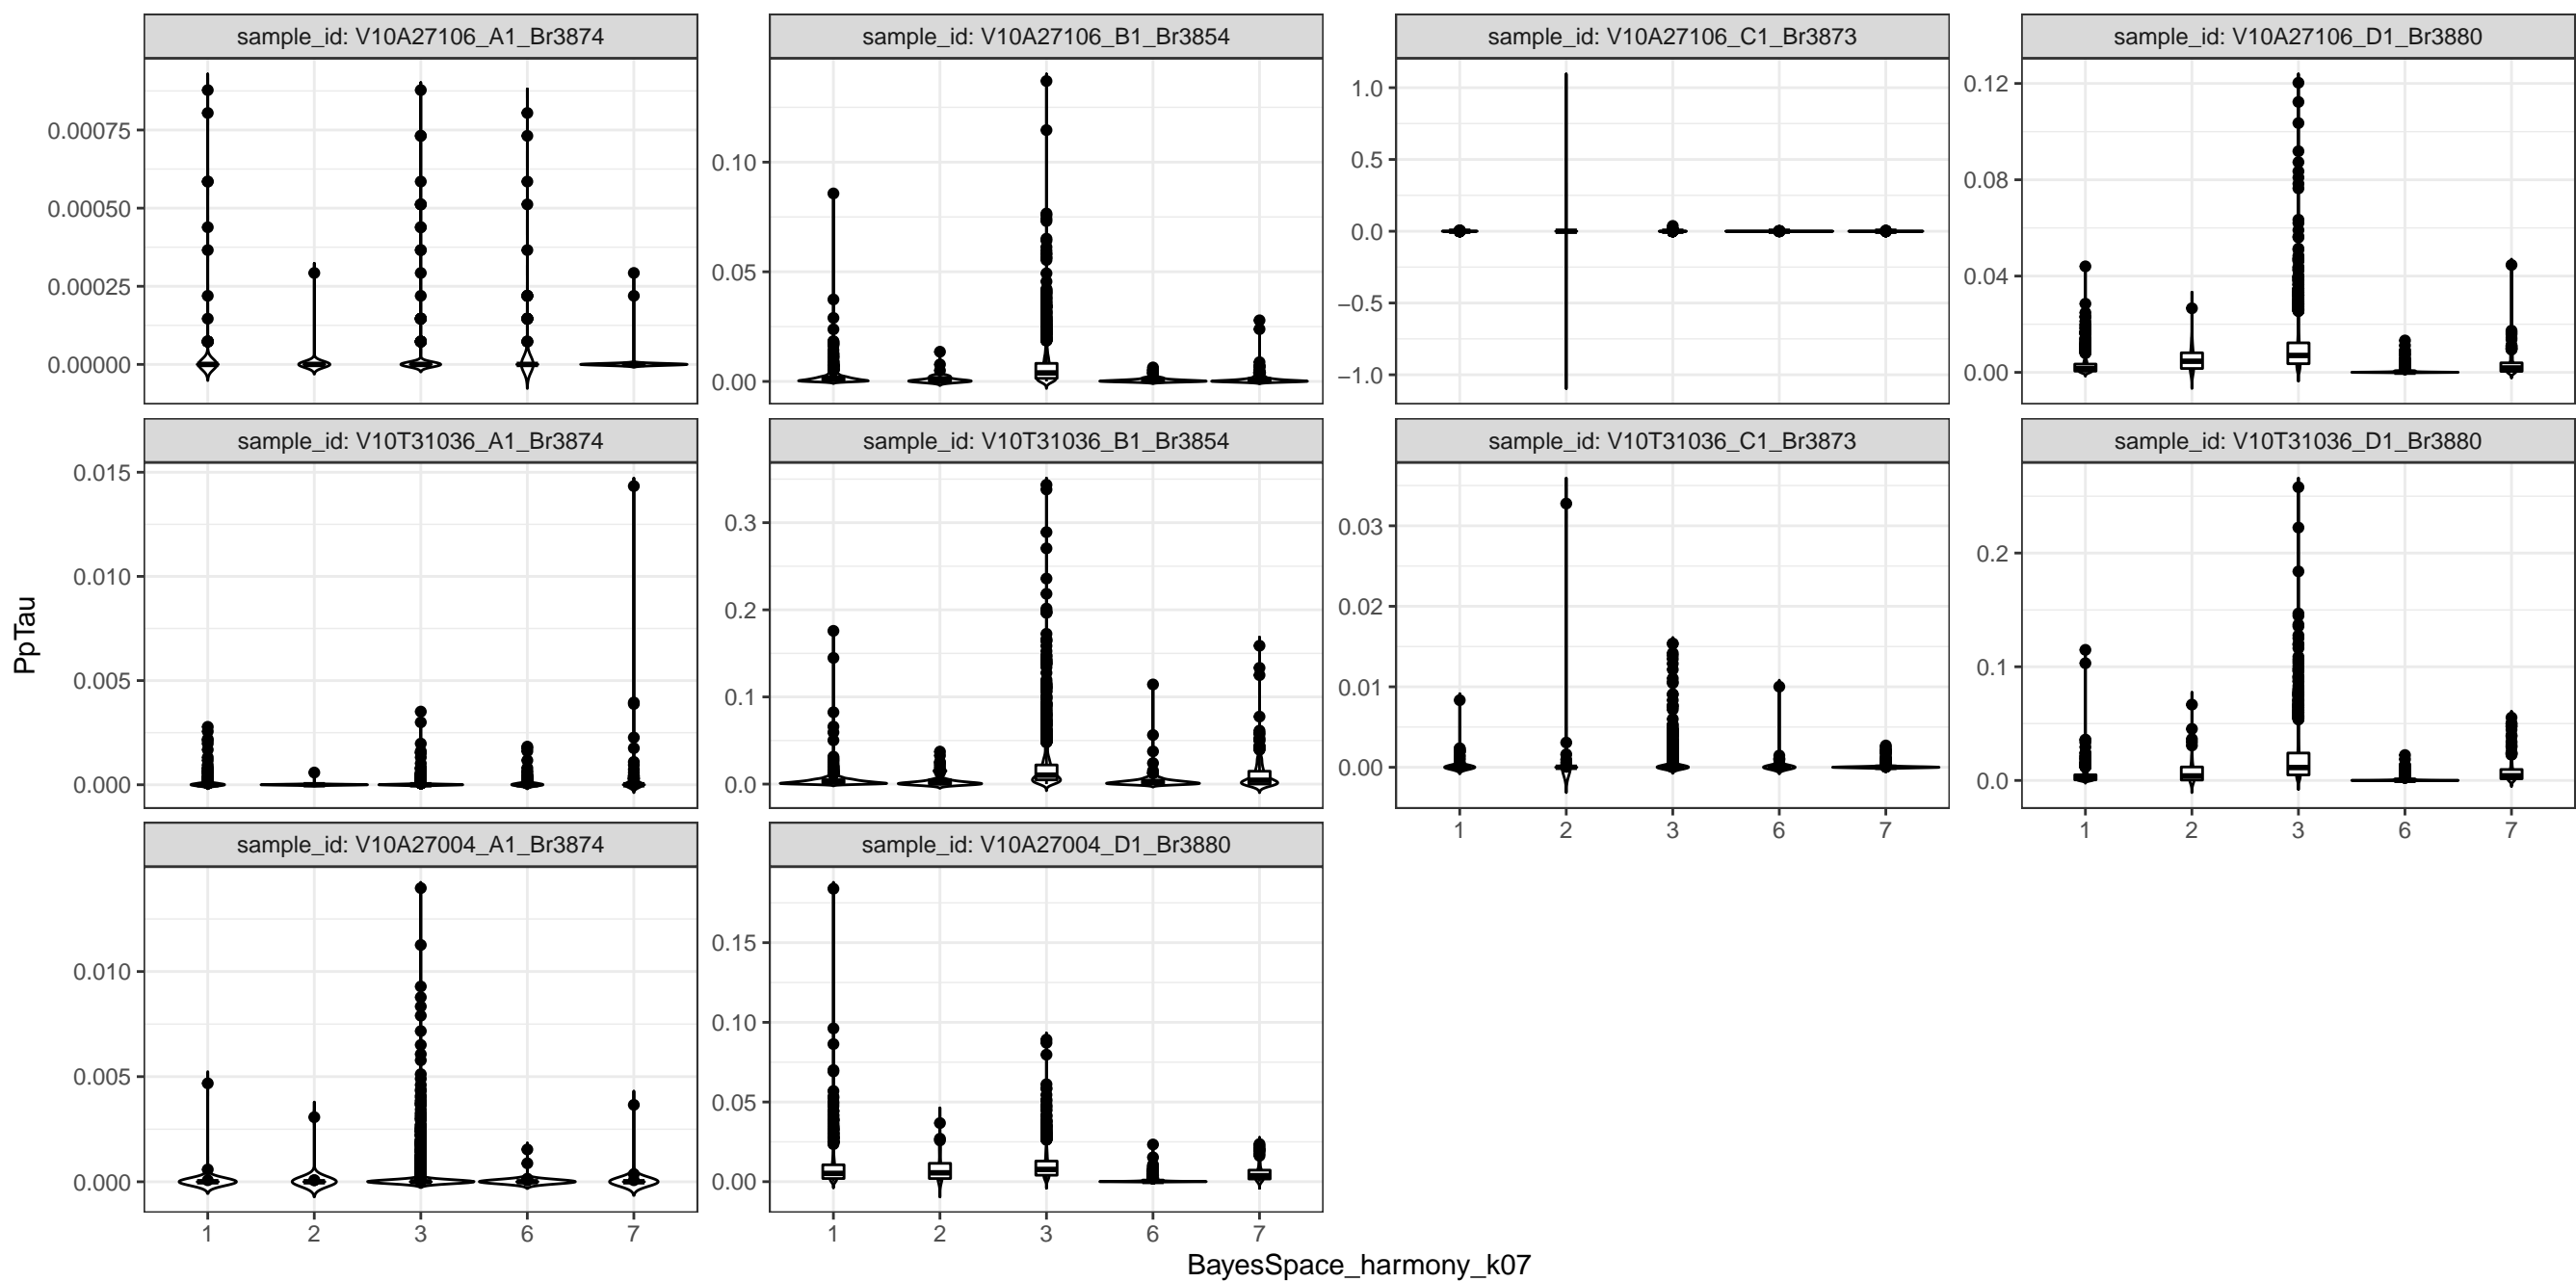 sample_id: V10A27106_A1_Br3874
sample_id: V10A27106_B1_Br3854
sample_id: V10A27106_C1_Br3873
sample_id: V10A27106_D1_Br3880
0.00075
0.00050
0.00025
0.00000
0.10
0.05
0.00
1.0
0.5
0.0
−0.5
−1.0
0.12
0.08
0.04
0.00
sample_id: V10T31036_A1_Br3874
sample_id: V10T31036_B1_Br3854
sample_id: V10T31036_C1_Br3873
sample_id: V10T31036_D1_Br3880
0.015
0.010
0.005
0.000
0.3
0.2
0.1
0.0
0.03
0.02
0.01
0.00
0.2
0.1
0.0
1 2 3 6 7
1 2 3 6 7
sample_id: V10A27004_A1_Br3874
sample_id: V10A27004_D1_Br3880
0.010
0.005
0.000
0.15
0.10
0.05
0.00
1 2 3 6 7
1 2 3 6 7
PpTau
BayesSpace_harmony_k07